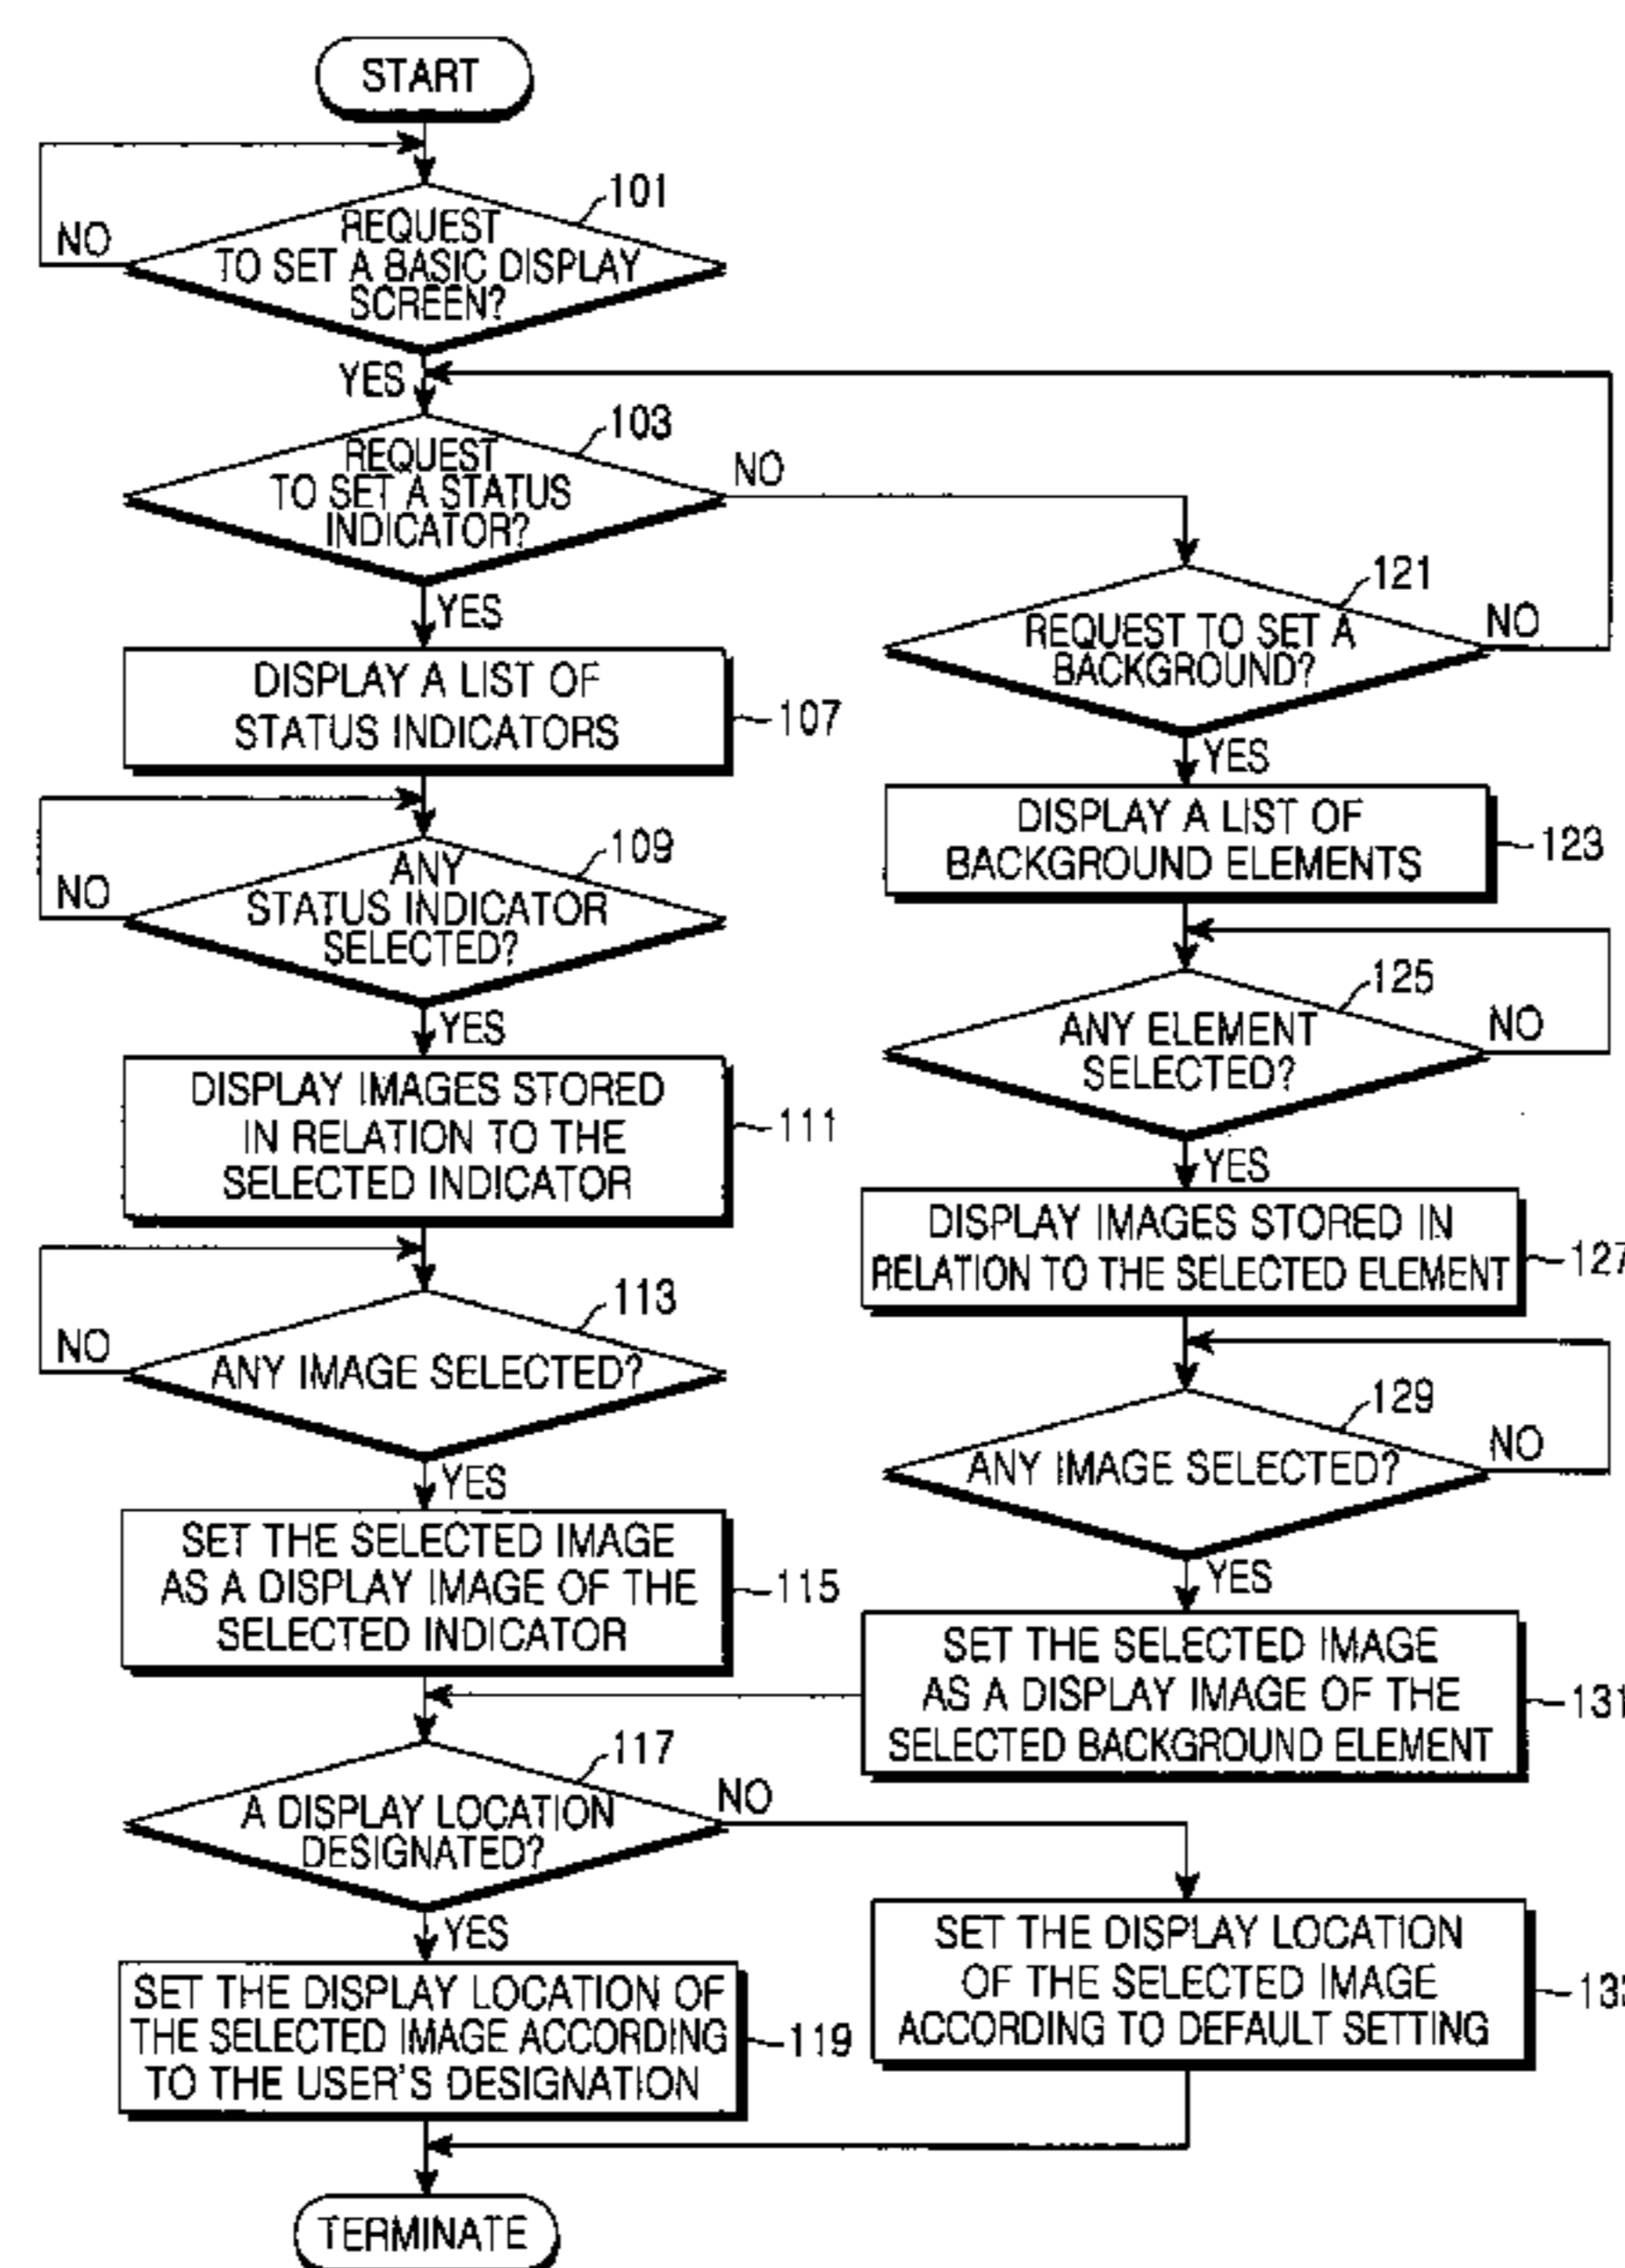 START
101
REQUEST
TO SET A BASIC DISPLAY
SCREEN?
NO
YES
103
REQUEST
TO SET A STATUS
INDICATOR?
NO
YES
121
REQUEST TO SET A
BACKGROUND?
NO
YES
DISPLAY A LIST OF
STATUS INDICATORS
107
DISPLAY A LIST OF
BACKGROUND ELEMENTS
123
109
ANY
STATUS INDICATOR
SELECTED?
NO
YES
125
ANY ELEMENT
SELECTED?
NO
YES
DISPLAY IMAGES STORED
IN RELATION TO THE
SELECTED INDICATOR
111
DISPLAY IMAGES STORED IN
RELATION TO THE SELECTED ELEMENT
127
113
ANY IMAGE SELECTED?
NO
YES
129
ANY IMAGE SELECTED?
NO
YES
SET THE SELECTED IMAGE
AS A DISPLAY IMAGE OF THE
SELECTED INDICATOR
115
SET THE SELECTED IMAGE
AS A DISPLAY IMAGE OF THE
SELECTED BACKGROUND ELEMENT
131
117
A DISPLAY LOCATION
DESIGNATED?
NO
YES
SET THE DISPLAY LOCATION OF
THE SELECTED IMAGE ACCORDING
TO THE USER'S DESIGNATION
119
SET THE DISPLAY LOCATION
OF THE SELECTED IMAGE
ACCORDING TO DEFAULT SETTING
TERMINATE